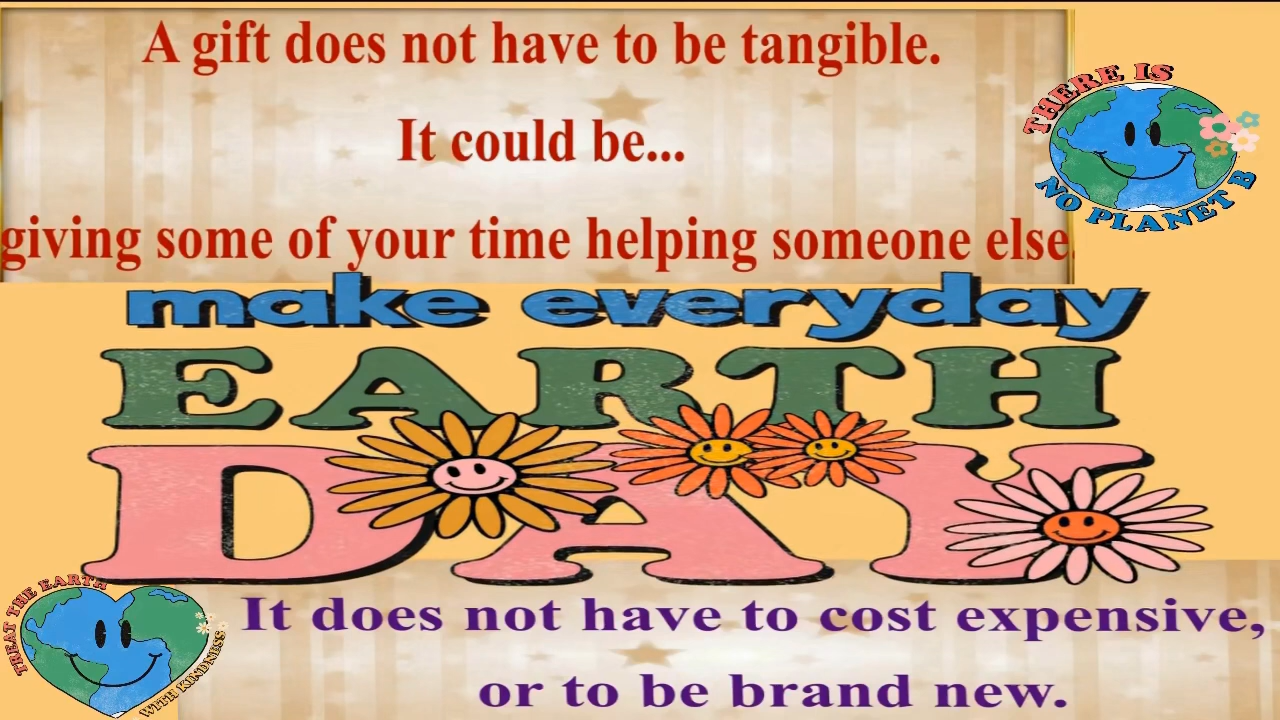 A gift does not have to be tangible.
It could be...
giving some of your time helping someone else.
THERE IS
NO PLANET B
make everyday
EARTH
DAY
TREAT THE EARTH
WITH KINDNESS
It does not have to cost expensive,
or to be brand new.